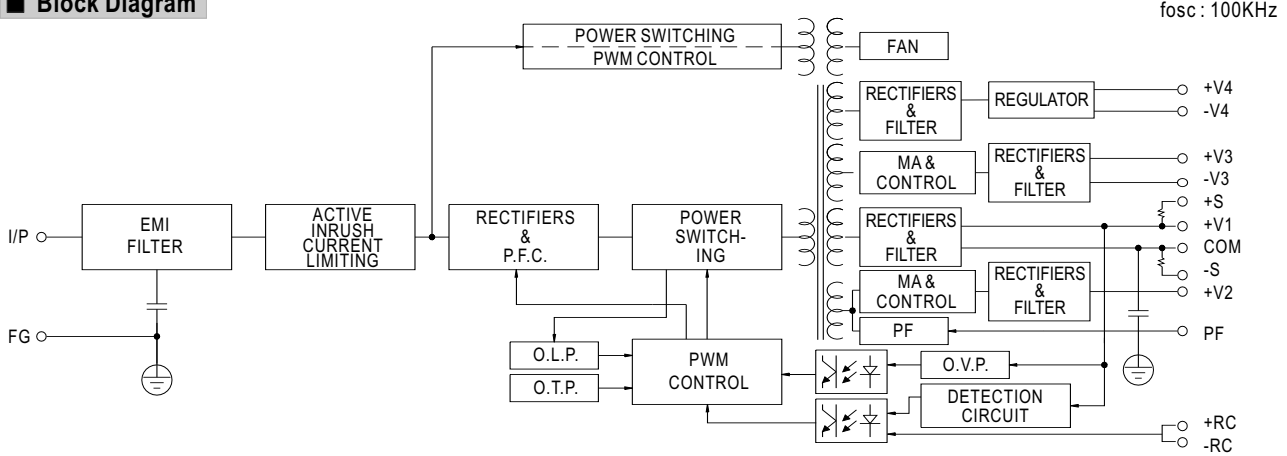 ■ Block Diagram
fosc : 100KHz
POWER SWITCHING
PWM CONTROL
FAN
RECTIFIERS
&
FILTER
REGULATOR
+V4
-V4
MA &
CONTROL
RECTIFIERS
&
FILTER
+V3
-V3
+S
I/P
EMI
FILTER
ACTIVE
INRUSH
CURRENT
LIMITING
RECTIFIERS
&
P.F.C.
POWER
SWITCH-
ING
RECTIFIERS
&
FILTER
+V1
COM
-S
MA &
CONTROL
RECTIFIERS
&
FILTER
+V2
FG
PF
PF
O.L.P.
O.T.P.
PWM
CONTROL
O.V.P.
DETECTION
CIRCUIT
+RC
-RC